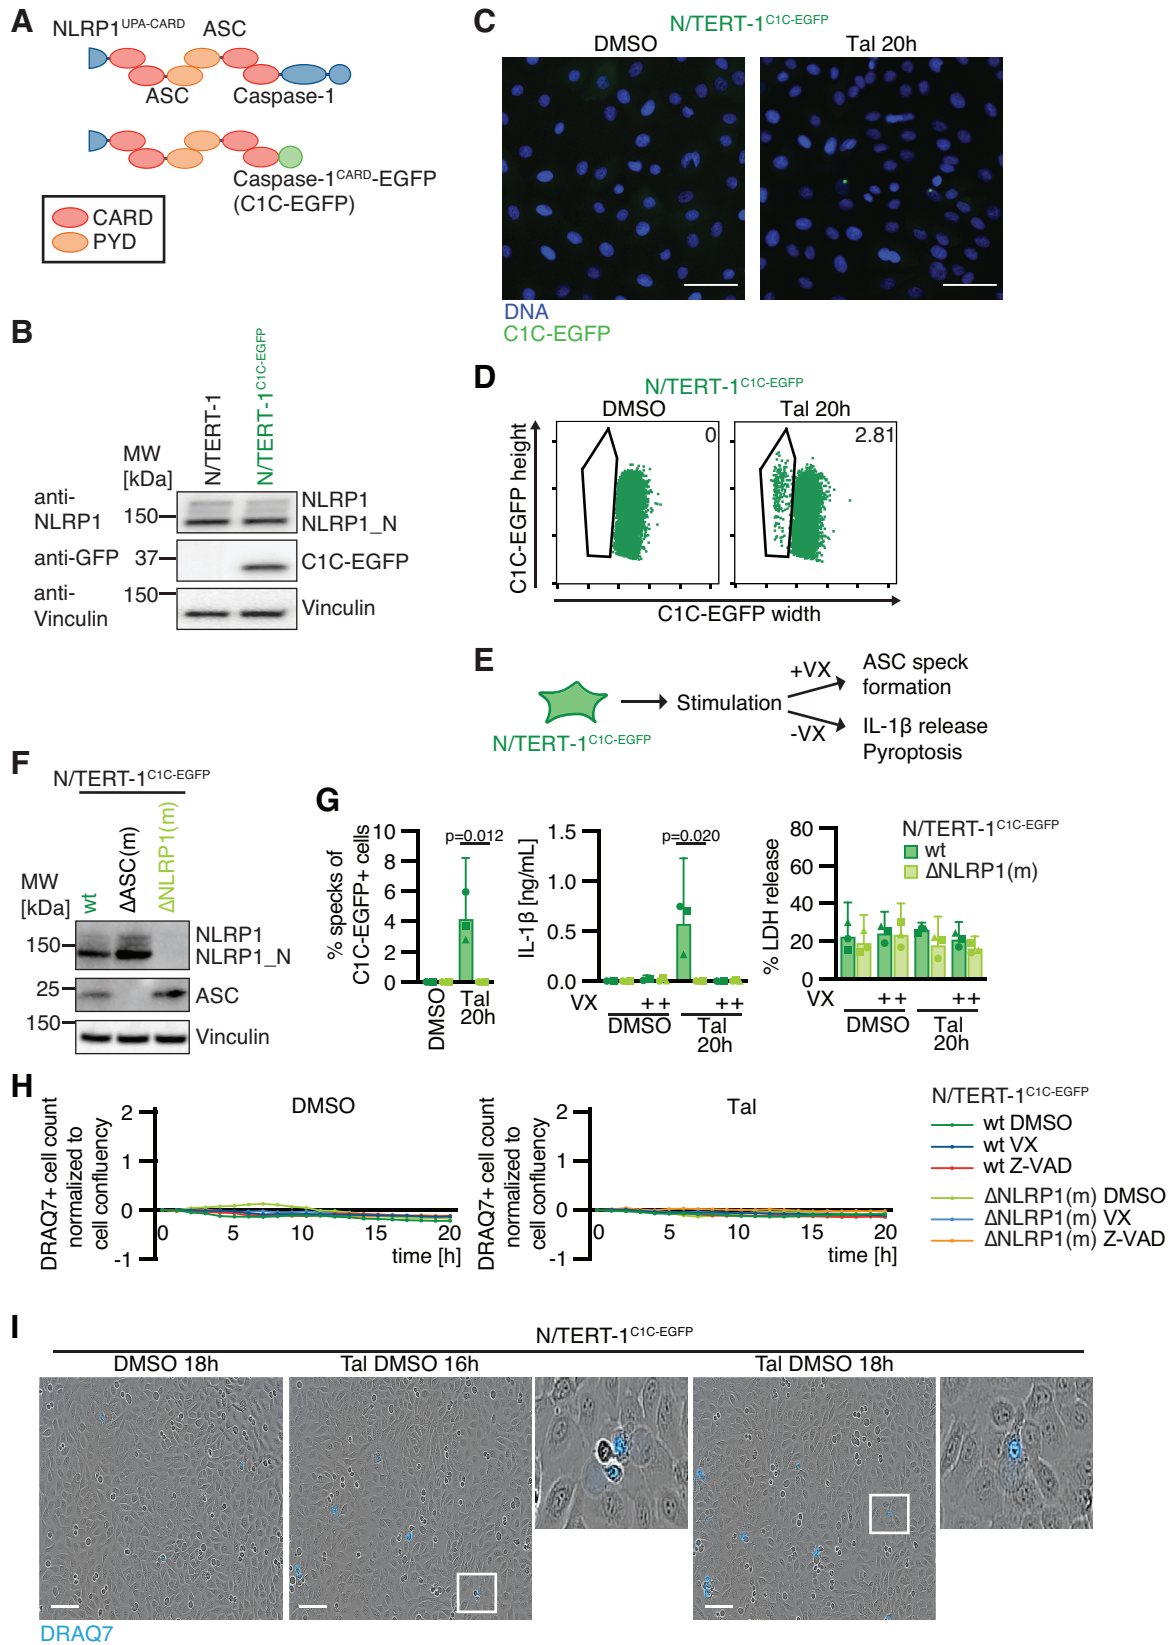 A
NLRP1UPA-CARD ASC
ASC Caspase-1
Caspase-1CARD-EGFP
(C1C-EGFP)
CARD
PYD
B
N/TERT-1
N/TERT-1C1C-EGFP
MW
[kDa]
anti-
NLRP1
150
NLRP1
NLRP1_N
anti-GFP
37
C1C-EGFP
anti-
Vinculin
150
Vinculin
C
N/TERT-1C1C-EGFP
DMSO Tal 20h
DNA
C1C-EGFP
D
N/TERT-1C1C-EGFP
DMSO Tal 20h
0 2.81
C1C-EGFP height
C1C-EGFP width
E
N/TERT-1C1C-EGFP
Stimulation
+VX
-VX
ASC speck
formation
IL-1β release
Pyroptosis
F
N/TERT-1C1C-EGFP
wt
ΔASC(m)
ΔNLRP1(m)
MW
[kDa]
150
NLRP1
NLRP1_N
25
ASC
150
Vinculin
G
% specks of
C1C-EGFP+ cells
10
8
6
4
2
0
p=0.012
DMSO
Tal
20h
IL-1β [ng/mL]
1.5
1.0
0.5
0.0
p=0.020
VX + + + +
DMSO Tal
20h
% LDH release
80
60
40
20
0
N/TERT-1C1C-EGFP
wt
ΔNLRP1(m)
VX + + + +
DMSO Tal
20h
H
DRAQ7+ cell count
normalized to
cell confluency
DMSO
2
1
0
-1
5 10 15 20
0
time [h]
DRAQ7+ cell count
normalized to
cell confluency
Tal
2
1
0
-1
0 5 10 15 20
time [h]
N/TERT-1C1C-EGFP
wt DMSO
wt VX
wt Z-VAD
ΔNLRP1(m) DMSO
ΔNLRP1(m) VX
ΔNLRP1(m) Z-VAD
I
N/TERT-1C1C-EGFP
DMSO 18h Tal DMSO 16h Tal DMSO 18h
DRAQ7